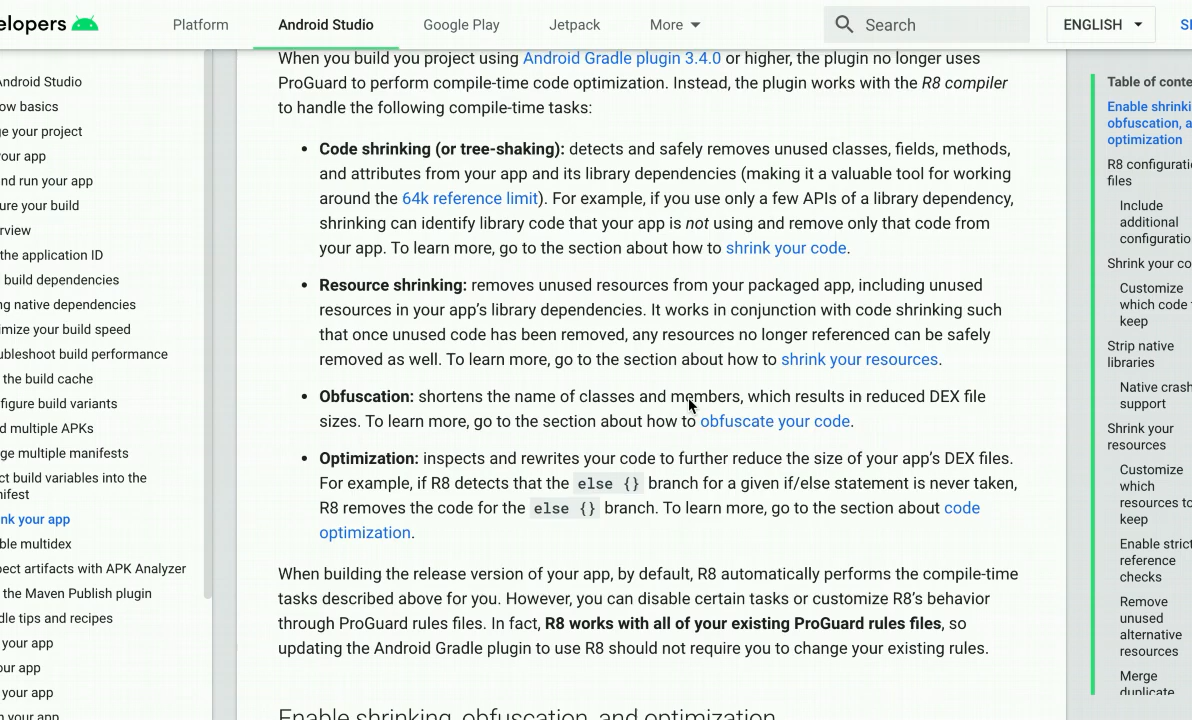 elopers
Platform
Android Studio
Google Play
Jetpack
More
Search
ENGLISH
Android Studio
ow basics
e your project
our app
nd run your app
ure your build
rview
the application ID
build dependencies
ng native dependencies
imize your build speed
ubleshoot build performance
the build cache
figure build variants
d multiple APKs
ge multiple manifests
ct build variables into the
nifest
nk your app
ble multidex
pect artifacts with APK Analyzer
the Maven Publish plugin
dle tips and recipes
your app
our app
your app
When you build you project using Android Gradle plugin 3.4.0 or higher, the plugin no longer uses
ProGuard to perform compile-time code optimization. Instead, the plugin works with the R8 compiler
to handle the following compile-time tasks:
• Code shrinking (or tree-shaking): detects and safely removes unused classes, fields, methods,
and attributes from your app and its library dependencies (making it a valuable tool for working
around the 64k reference limit). For example, if you use only a few APIs of a library dependency,
shrinking can identify library code that your app is not using and remove only that code from
your app. To learn more, go to the section about how to shrink your code.
• Resource shrinking: removes unused resources from your packaged app, including unused
resources in your app's library dependencies. It works in conjunction with code shrinking such
that once unused code has been removed, any resources no longer referenced can be safely
removed as well. To learn more, go to the section about how to shrink your resources.
• Obfuscation: shortens the name of classes and members, which results in reduced DEX file
sizes. To learn more, go to the section about how to obfuscate your code.
• Optimization: inspects and rewrites your code to further reduce the size of your app's DEX files.
For example, if R8 detects that the else {} branch for a given if/else statement is never taken,
R8 removes the code for the else {} branch. To learn more, go to the section about code
optimization.
When building the release version of your app, by default, R8 automatically performs the compile-time
tasks described above for you. However, you can disable certain tasks or customize R8's behavior
through ProGuard rules files. In fact, R8 works with all of your existing ProGuard rules files, so
updating the Android Gradle plugin to use R8 should not require you to change your existing rules.
Enable shrinking, obfuscation, and optimization
Table of conte
Enable shrinki
obfuscation, a
optimization
R8 configurati
files
Include
additional
configuratio
Shrink your co
Customize
which code
keep
Strip native
libraries
Native crash
support
Shrink your
resources
Customize
which
resources to
keep
Enable strict
reference
checks
Remove
unused
alternative
resources
Merge
duplicate